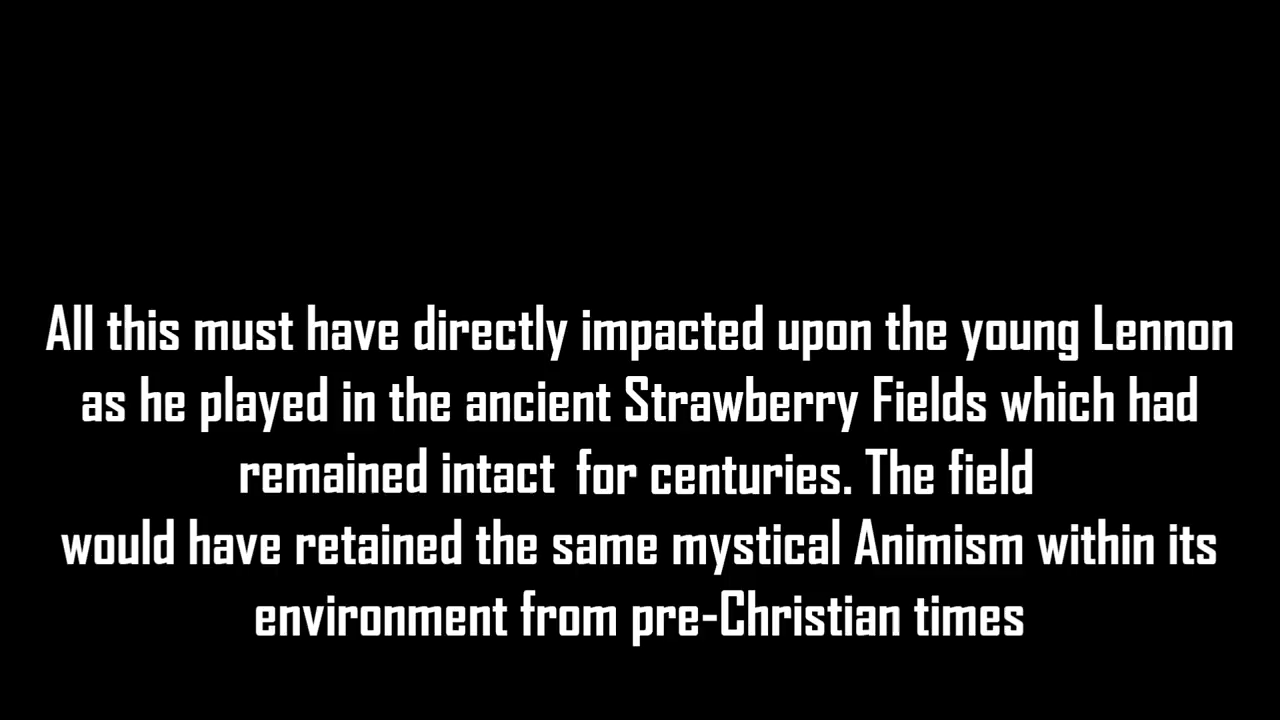 All this must have directly impacted upon the young Lennon
as he played in the ancient Strawberry Fields which had
remained intact for centuries. The field
would have retained the same mystical Animism within its
environment from pre-Christian times